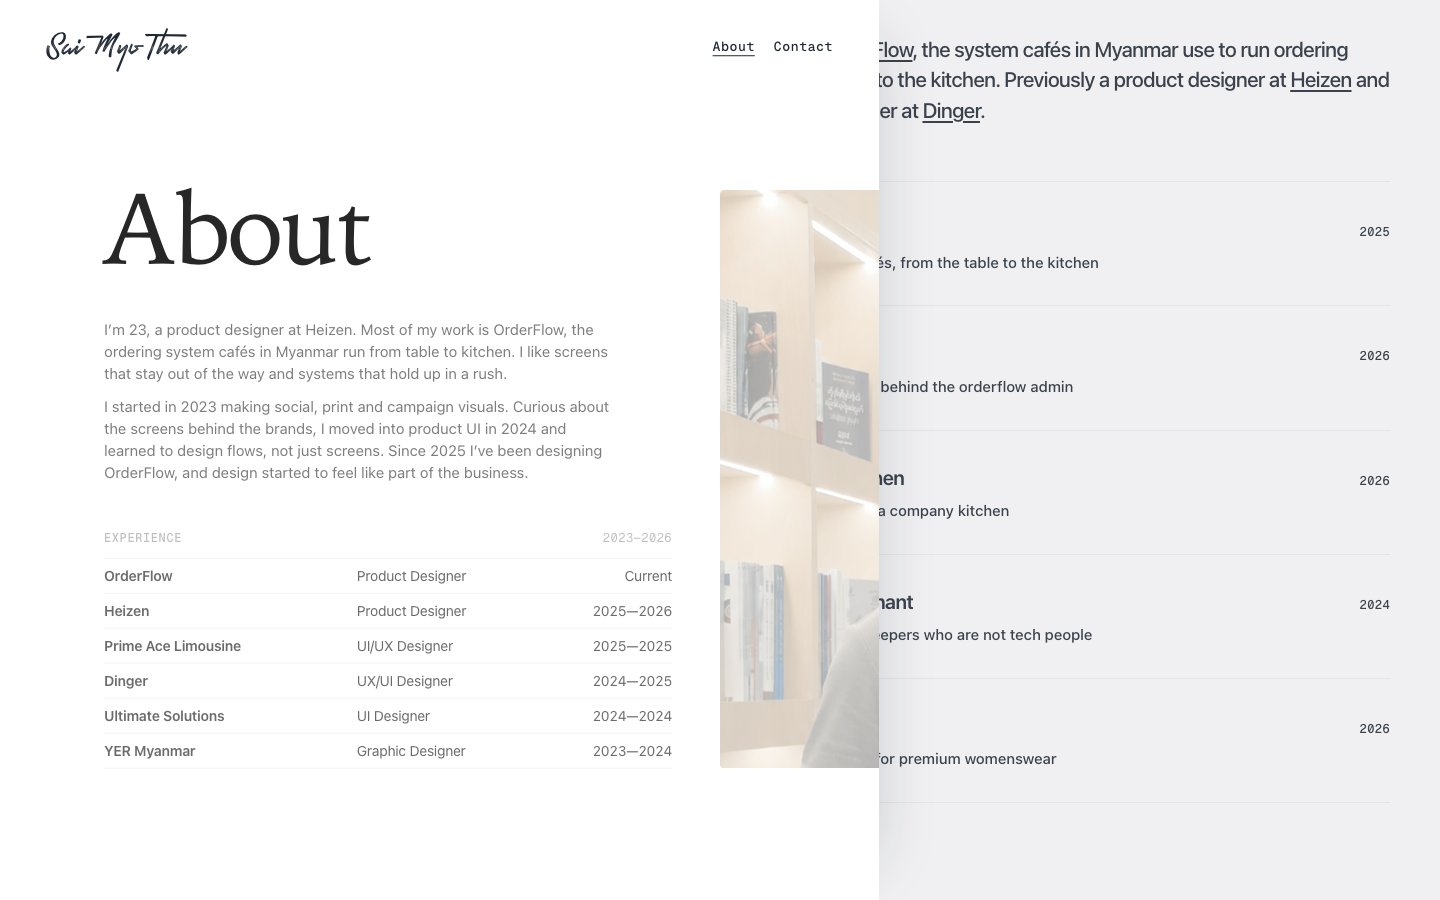 Sai Myo Thu
About Contact
About
I'm 23, a product designer at Heizen. Most of my work is OrderFlow, the
ordering system cafés in Myanmar run from table to kitchen. I like screens
that stay out of the way and systems that hold up in a rush.
I started in 2023 making social, print and campaign visuals. Curious about
the screens behind the brands, I moved into product UI in 2024 and
learned to design flows, not just screens. Since 2025 I've been designing
OrderFlow, and design started to feel like part of the business.
EXPERIENCE 2023—2026
OrderFlow Product Designer Current
Heizen Product Designer 2025—2026
Prime Ace Limousine UI/UX Designer 2025—2025
Dinger UX/UI Designer 2024—2025
Ultimate Solutions UI Designer 2024—2024
YER Myanmar Graphic Designer 2023—2024
Flow, the system cafés in Myanmar use to run ordering
to the kitchen. Previously a product designer at Heizen and
er at Dinger.
2025
és, from the table to the kitchen
2026
behind the orderflow admin
hen 2026
a company kitchen
hant 2024
eepers who are not tech people
2026
for premium womenswear